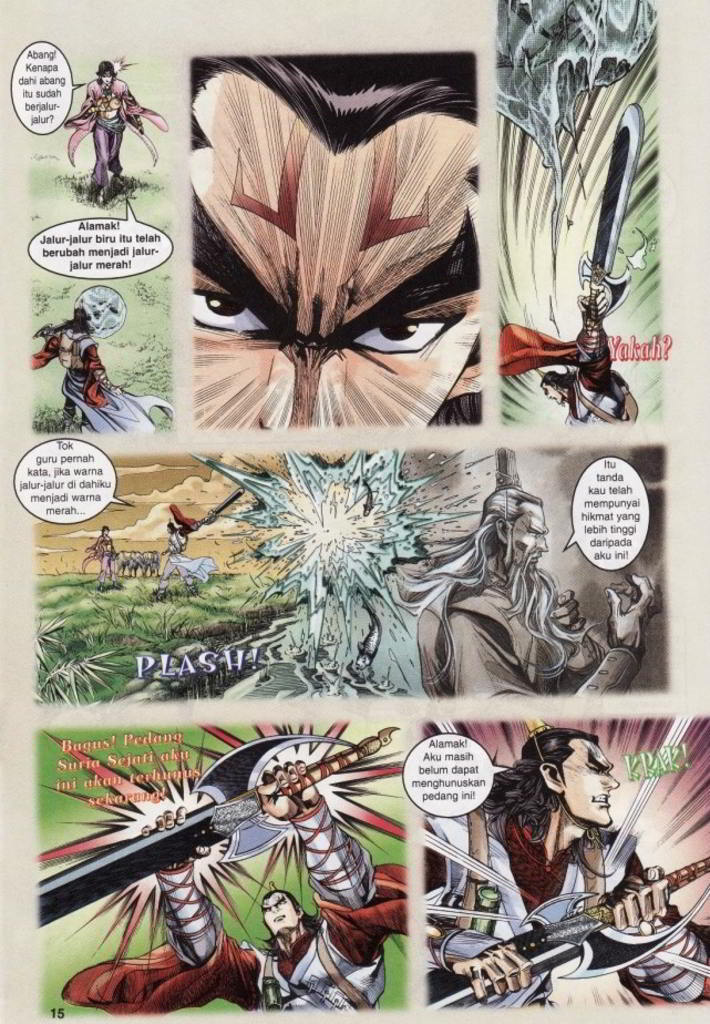 Abang!
Kenapa
dahi abang
itu sudah
berjalur-
jalur?
Alamak!
Jalur-jalur biru itu telah
berubah menjadi jalur-
jalur merah!
Yakah?
Tok
guru pernah
kata, jika warna
jalur-jalur di dahiku
menjadi warna
merah...
Itu
tanda
kau telah
mempunyai
hikmat yang
lebih tinggi
daripada
aku ini!
PLASH!
Bagus! Pedang
Suria Sejati aku
ini akan terhunus
sekarang!
Alamak!
Aku masih
belum dapat
menghunuskan
pedang ini!
KRAK!
15